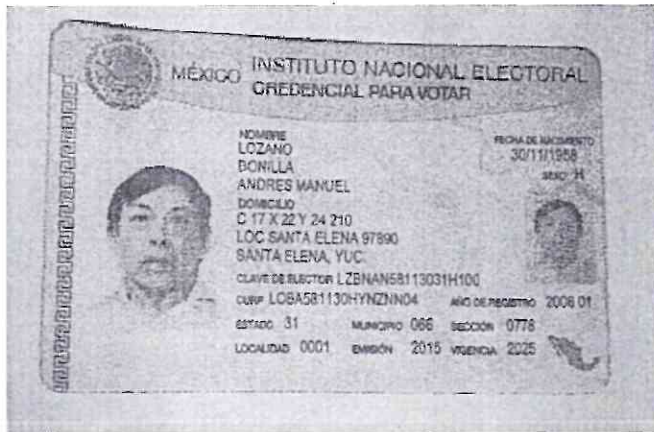 MÉXICO INSTITUTO NACIONAL ELECTORAL
CREDENCIAL PARA VOTAR
NOMBRE
LOZANO
BONILLA
ANDRES MANUEL
FECHA DE NACIMIENTO
30/11/1958
SEXO H
DOMICILIO
C 17 X 22 Y 24 210
LOC SANTA ELENA 97890
SANTA ELENA, YUC.
CLAVE DE ELECTOR LZBNAN58113031H100
CURP LOBA581130HYNZNN04 AÑO DE REGISTRO 2006 01
ESTADO 31 MUNICIPIO 066 SECCIÓN 0778
LOCALIDAD 0001 EMISIÓN 2015 VIGENCIA 2025